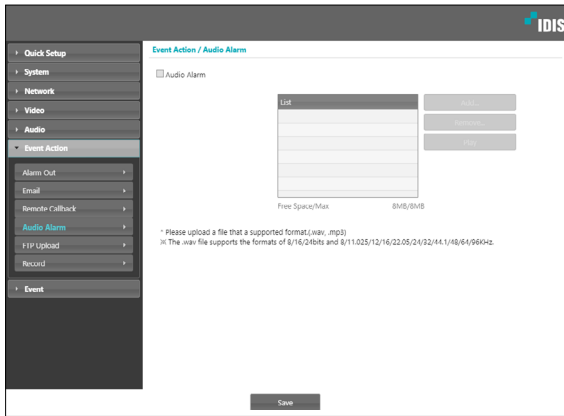 IDIS
Quick Setup
System
Network
Video
Audio
Event Action
Alarm Out
Email
Remote Callback
Audio Alarm
FTP Upload
Record
Event
Event Action / Audio Alarm
Audio Alarm
List
Add...
Remove...
Play
Free Space/Max 8MB/8MB
* Please upload a file that a supported format.(.wav, .mp3)
※ The .wav file supports the formats of 8/16/24bits and 8/11.025/12/16/22.05/24/32/44.1/48/64/96KHz.
Save